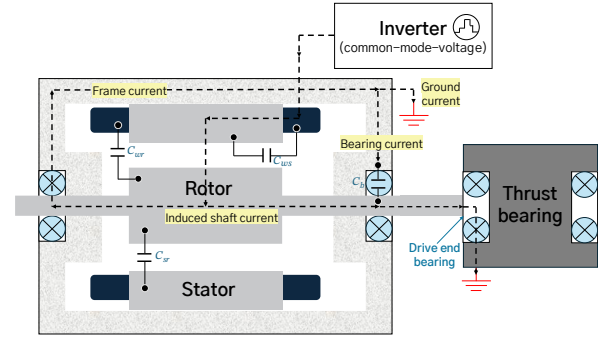 Inverter
(common-mode-voltage)
Frame current
Ground
current
Bearing current
C_wr
C_ws
C_b
Rotor
Thrust
bearing
Induced shaft current
Drive end
bearing
C_sr
Stator